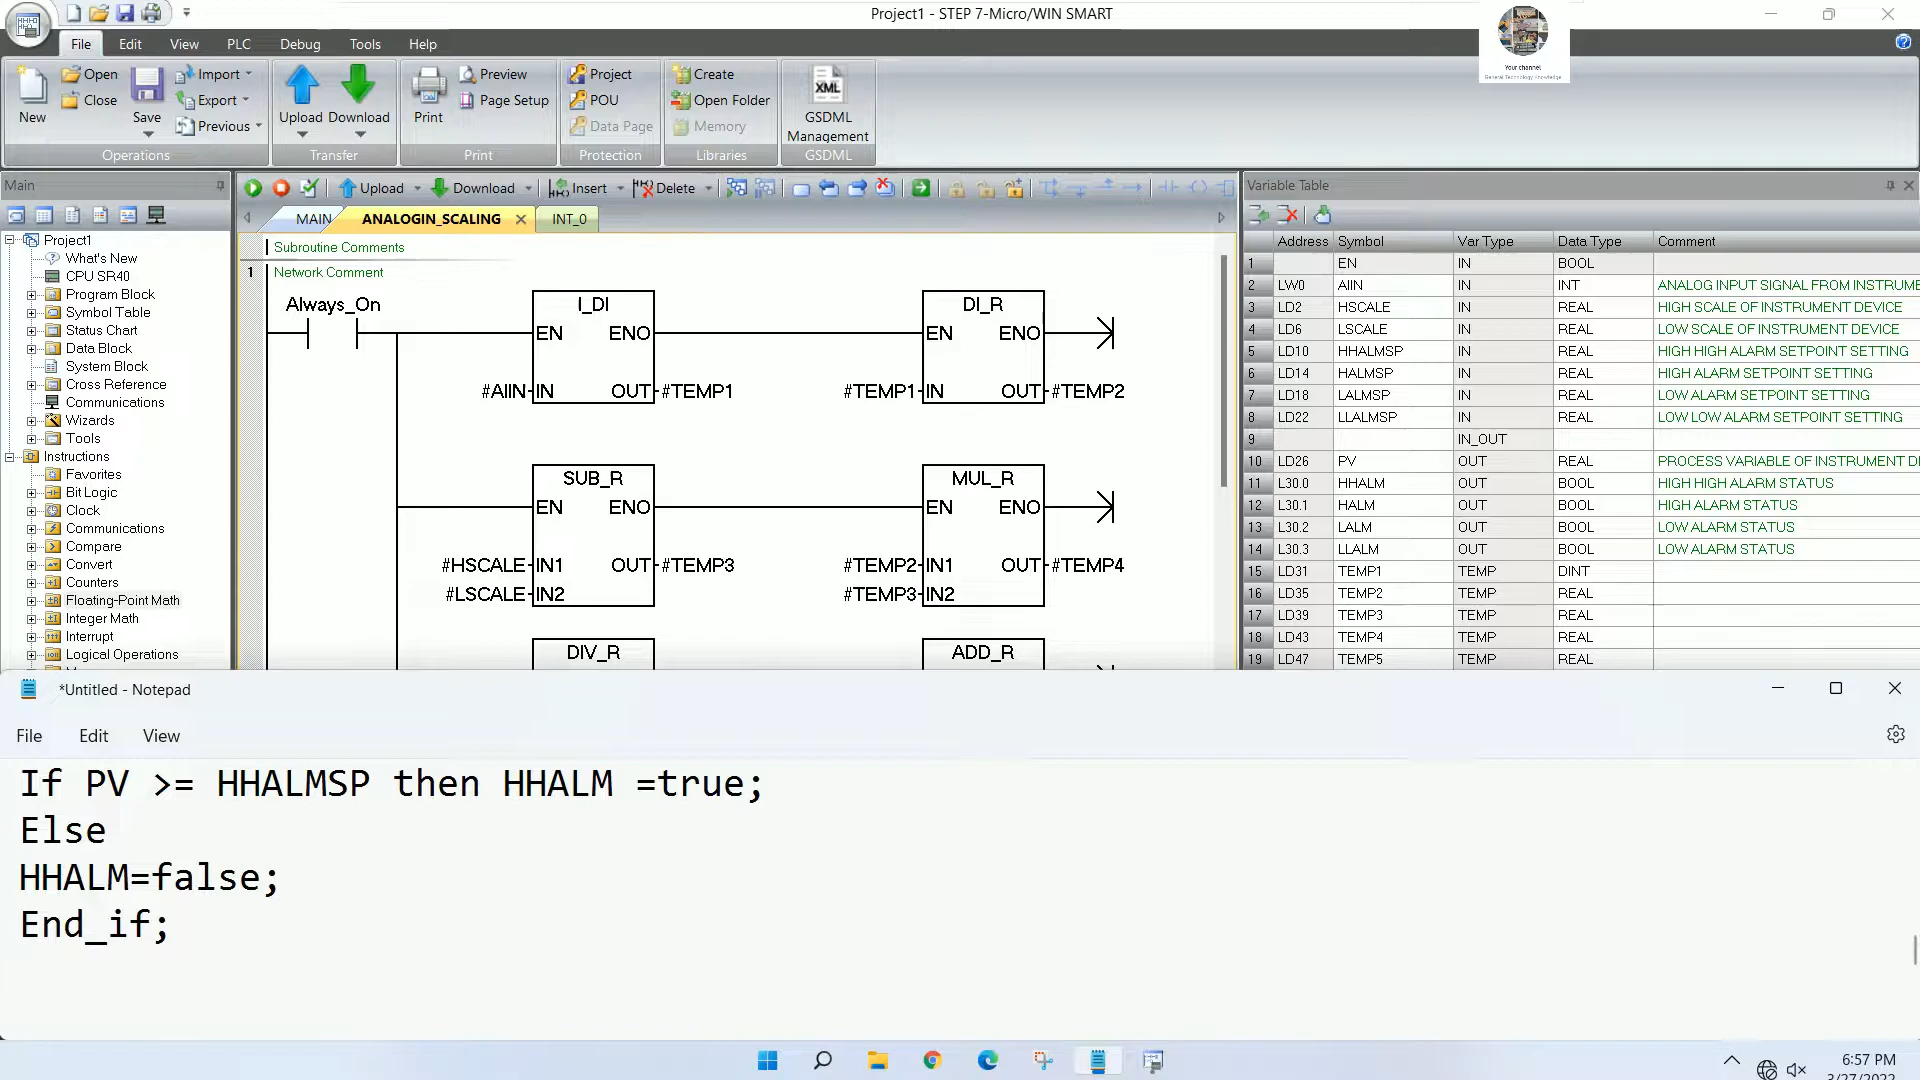 Project1 - STEP 7-Micro/WIN SMART
Your channel
General Technology Knowledge
File Edit View PLC Debug Tools Help
New
Open
Close
Save
Import
Export
Previous
Operations
Upload
Download
Transfer
Print
Preview
Page Setup
Print
Project
POU
Data Page
Protection
Create
Open Folder
Memory
Libraries
XML
GSDML
Management
GSDML
Main
Upload Download Insert Delete
MAIN ANALOGIN_SCALING INT_0
Project1
What's New
CPU SR40
Program Block
Symbol Table
Status Chart
Data Block
System Block
Cross Reference
Communications
Wizards
Tools
Instructions
Favorites
Bit Logic
Clock
Communications
Compare
Convert
Counters
Floating-Point Math
Integer Math
Interrupt
Logical Operations
Subroutine Comments
1 Network Comment
Always_On
I_DI
EN ENO
#AIIN IN OUT #TEMP1
DI_R
EN ENO
#TEMP1 IN OUT #TEMP2
SUB_R
EN ENO
#HSCALE IN1 OUT #TEMP3
#LSCALE IN2
MUL_R
EN ENO
#TEMP2 IN1 OUT #TEMP4
#TEMP3 IN2
DIV_R
ADD_R
Variable Table
Address Symbol Var Type Data Type Comment
1 EN IN BOOL
2 LW0 AIIN IN INT ANALOG INPUT SIGNAL FROM INSTRUME
3 LD2 HSCALE IN REAL HIGH SCALE OF INSTRUMENT DEVICE
4 LD6 LSCALE IN REAL LOW SCALE OF INSTRUMENT DEVICE
5 LD10 HHALMSP IN REAL HIGH HIGH ALARM SETPOINT SETTING
6 LD14 HALMSP IN REAL HIGH ALARM SETPOINT SETTING
7 LD18 LALMSP IN REAL LOW ALARM SETPOINT SETTING
8 LD22 LLALMSP IN REAL LOW LOW ALARM SETPOINT SETTING
9 IN_OUT
10 LD26 PV OUT REAL PROCESS VARIABLE OF INSTRUMENT D
11 L30.0 HHALM OUT BOOL HIGH HIGH ALARM STATUS
12 L30.1 HALM OUT BOOL HIGH ALARM STATUS
13 L30.2 LALM OUT BOOL LOW ALARM STATUS
14 L30.3 LLALM OUT BOOL LOW ALARM STATUS
15 LD31 TEMP1 TEMP DINT
16 LD35 TEMP2 TEMP REAL
17 LD39 TEMP3 TEMP REAL
18 LD43 TEMP4 TEMP REAL
19 LD47 TEMP5 TEMP REAL
*Untitled - Notepad
File Edit View
If PV >= HHALMSP then HHALM =true;
Else
HHALM=false;
End_if;
6:57 PM
3/27/2022